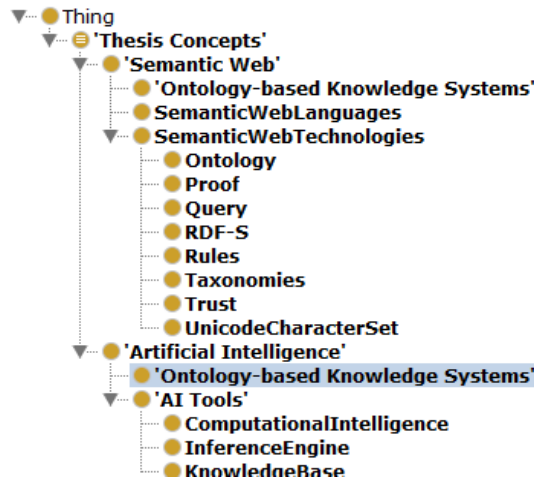 Thing
'Thesis Concepts'
'Semantic Web'
'Ontology-based Knowledge Systems'
SemanticWebLanguages
SemanticWebTechnologies
Ontology
Proof
Query
RDF-S
Rules
Taxonomies
Trust
UnicodeCharacterSet
'Artificial Intelligence'
'Ontology-based Knowledge Systems'
'AI Tools'
ComputationalIntelligence
InferenceEngine
KnowledgeBase